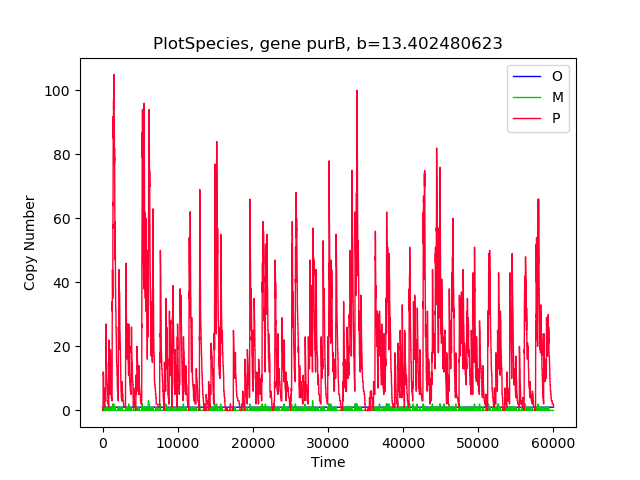 PlotSpecies, gene purB, b=13.402480623
O
M
P
100
80
60
40
20
0
Copy Number
0 10000 20000 30000 40000 50000 60000
Time